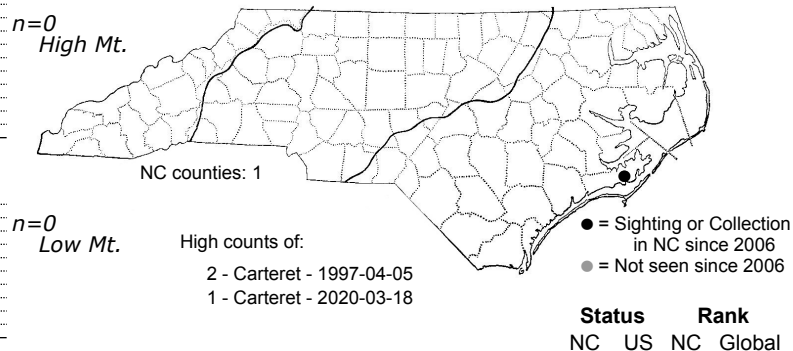 n=0
High Mt.
NC counties: 1
n=0
Low Mt.
High counts of:
2 - Carteret - 1997-04-05
1 - Carteret - 2020-03-18
● = Sighting or Collection
in NC since 2006
● = Not seen since 2006
Status Rank
NC US NC Global